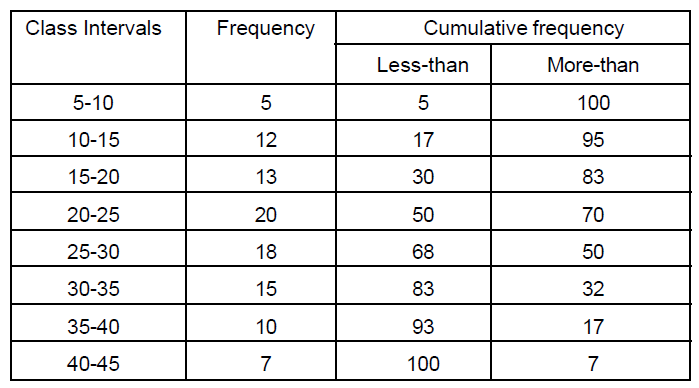 Class Intervals Frequency Cumulative frequency
Less-than More-than
5-10 5 5 100
10-15 12 17 95
15-20 13 30 83
20-25 20 50 70
25-30 18 68 50
30-35 15 83 32
35-40 10 93 17
40-45 7 100 7